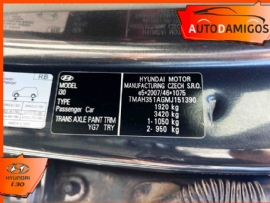 AUTODAMIGOS
HYUNDAI MOTOR
MANUFACTURING CZECH S.R.O.
e5*2007/46*1075
TMAH351AGMJ151390
1920 kg
3420 kg
1- 1050 kg
2- 950 kg
MODEL
i30
TYPE
Passenger Car
TRANS AXLE PAINT TRIM
YG7 TRY
HYUNDAI
i30